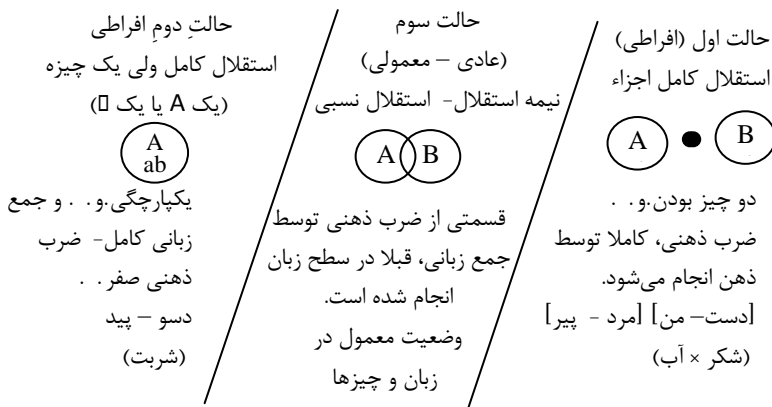 حالت اول (افراطی)
استقلال کامل اجزاء
A • B
دو چیز بودن.و. .
ضرب ذهنی، کاملا توسط
ذهن انجام می‌شود.
[دست– من] [مرد - پیر]
(شکر × آب)
حالت سوم
(عادی – معمولی)
نیمه استقلال- استقلال نسبی
A B
قسمتی از ضرب ذهنی توسط
جمع زبانی، قبلا در سطح زبان
انجام شده است.
وضعیت معمول در
زبان و چیزها
حالتِ دومِ افراطی
استقلال کامل ولی یک چیزه
(یک A یا یک ▯)
A
ab
یکپارچگی.و. . و جمع
زبانی کامل- ضرب
ذهنی صفر. .
دسو – پید
(شربت)